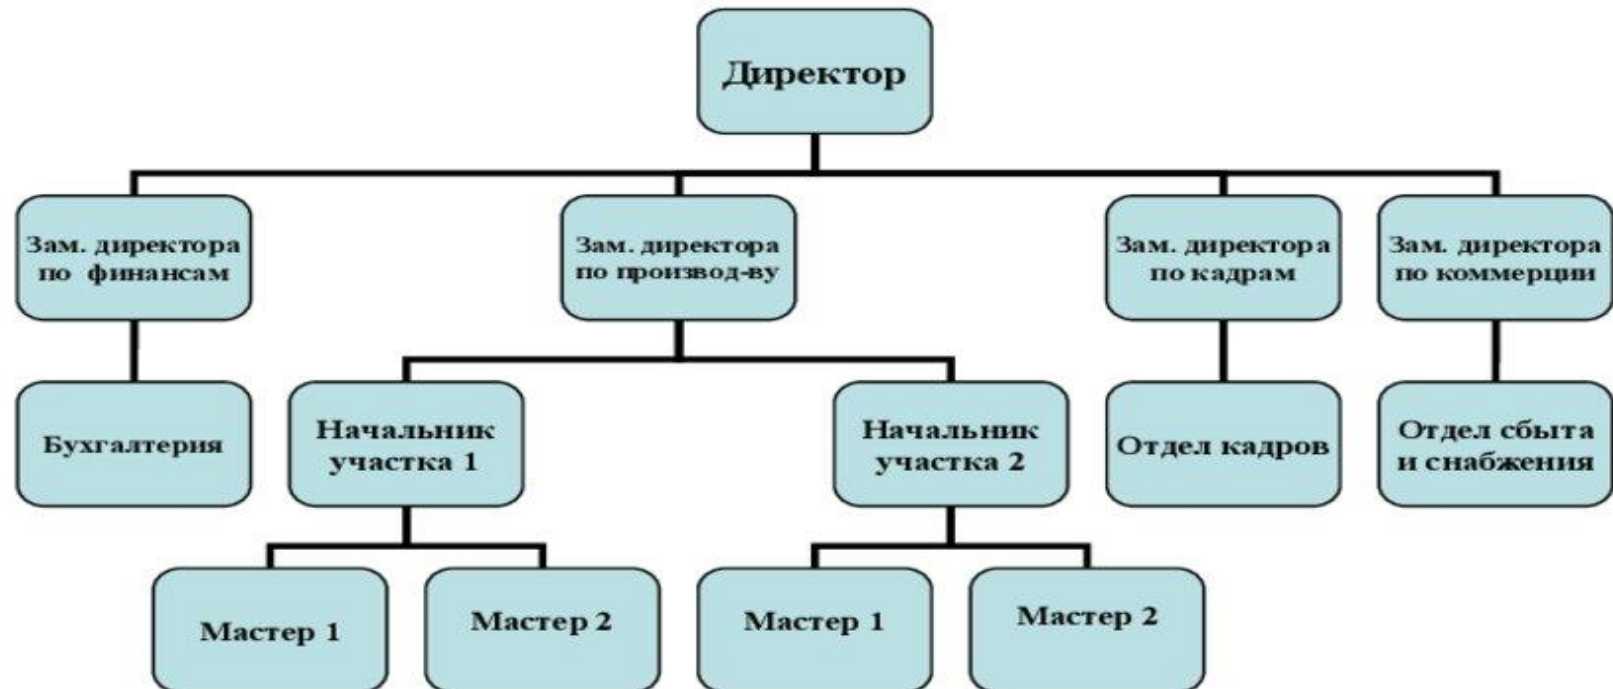 Директор
Зам. директора
по финансам
Зам. директора
по производ-ву
Зам. директора
по кадрам
Зам. директора
по коммерции
Бухгалтерия
Начальник
участка 1
Начальник
участка 2
Отдел кадров
Отдел сбыта
и снабжения
Мастер 1
Мастер 2
Мастер 1
Мастер 2